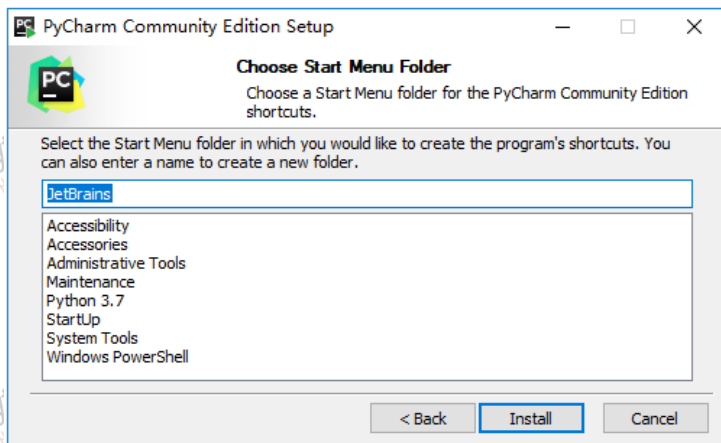 PC PyCharm Community Edition Setup
PC
Choose Start Menu Folder
Choose a Start Menu folder for the PyCharm Community Edition
shortcuts.
Select the Start Menu folder in which you would like to create the program's shortcuts. You
can also enter a name to create a new folder.
JetBrains
Accessibility
Accessories
Administrative Tools
Maintenance
Python 3.7
StartUp
System Tools
Windows PowerShell
< Back Install Cancel